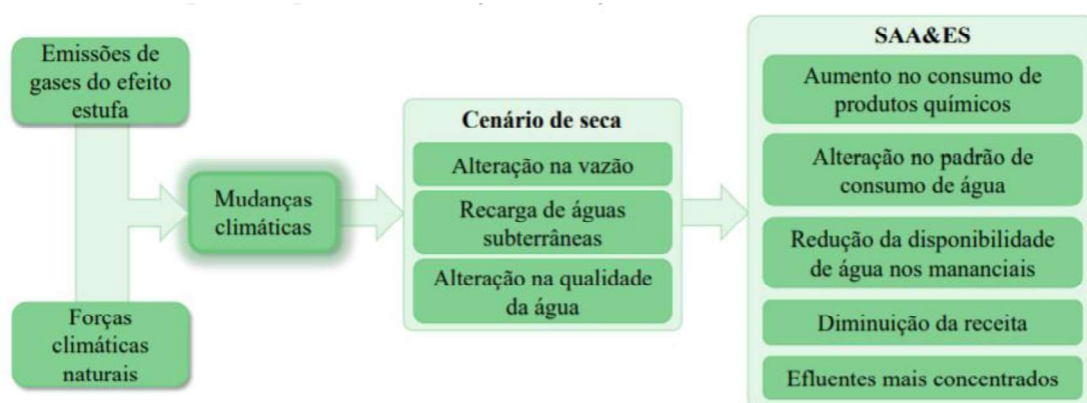 Emissões de
gases do efeito
estufa
Forças
climáticas
naturais
Mudanças
climáticas
Cenário de seca
Alteração na vazão
Recarga de águas
subterrâneas
Alteração na qualidade
da água
SAA&ES
Aumento no consumo de
produtos químicos
Alteração no padrão de
consumo de água
Redução da disponibilidade
de água nos mananciais
Diminuição da receita
Efluentes mais concentrados